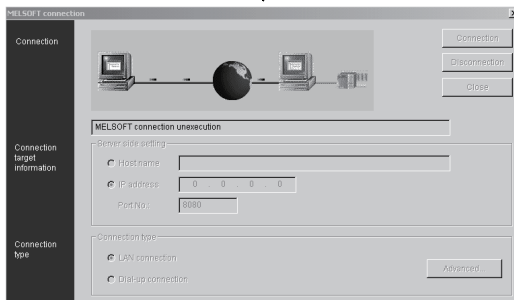 MELSOFT connection
Connection
Connection
Disconnection
Close
MELSOFT connection unexecution
Connection target information
Server side setting
Host name
IP address
0 . 0 . 0 . 0
Port No.:
8080
Connection type
Connection type
LAN connection
Dial-up connection
Advanced...